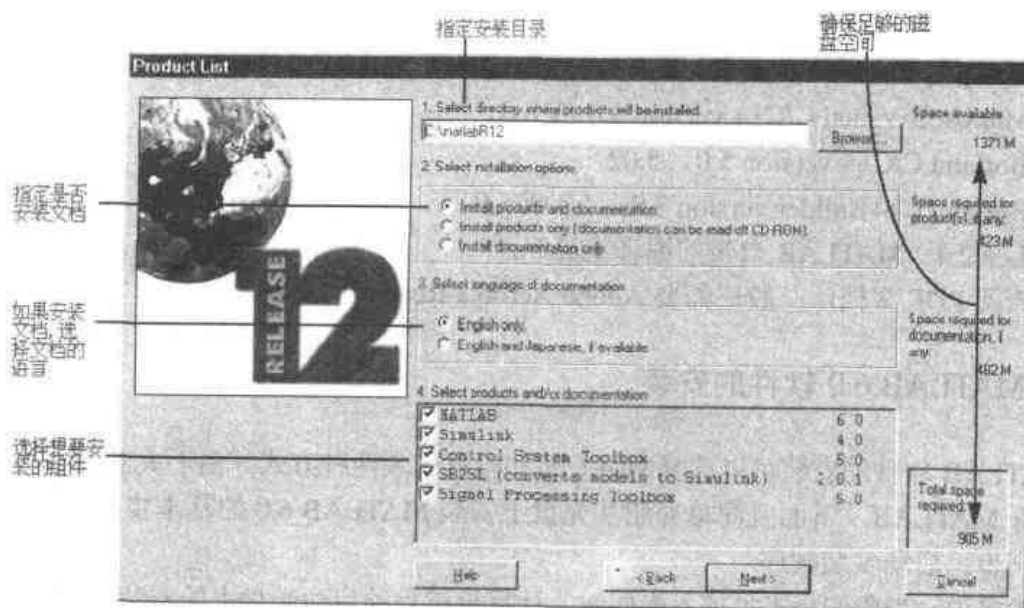 指定安装目录
确保足够的磁
盘空间
Product List
1. Select directory where products will be installed.
C:\matlabR12
Browse...
Space available
1371 M
指定是否
安装文档
2. Select installation options.
Install products and documentation.
Install products only (documentation can be read off CD-ROM).
Install documentation only.
Space required for
product(s), if any:
423 M
RELEASE
12
如果安装
文档, 选
择文档的
语言
3. Select language of documentation
English only.
English and Japanese, if available
Space required for
documentation, if
any:
482 M
选择想要安
装的组件
4. Select products and/or documentation
MATLAB 6.0
Simulink 4.0
Control System Toolbox 5.0
SB2SL (converts models to Simulink) 2.0.1
Signal Processing Toolbox 5.0
Total space
required:
905 M
Help
< Back
Next >
Cancel